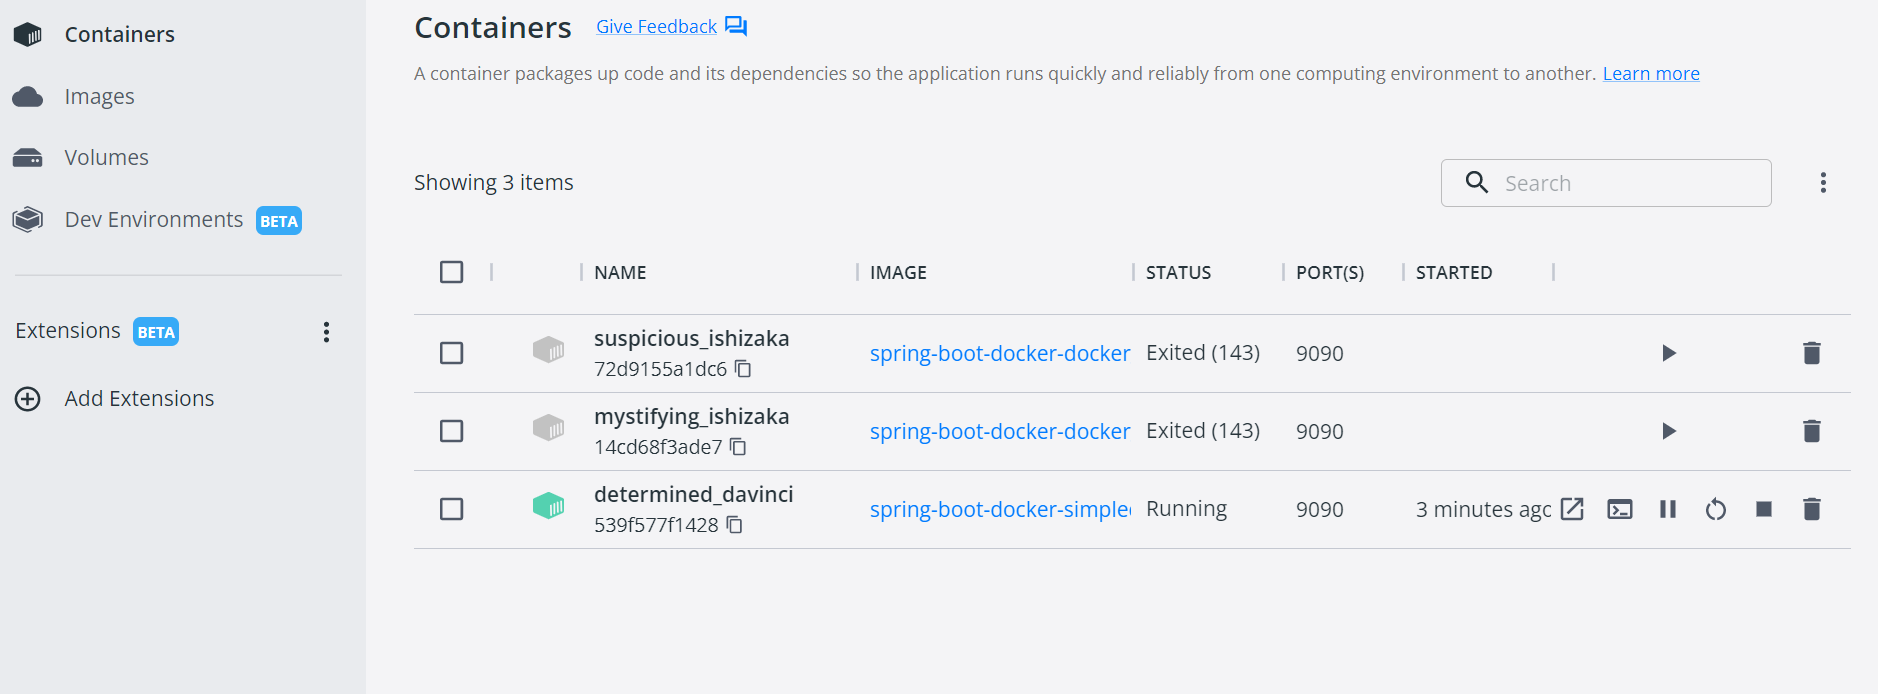 Containers
Images
Volumes
Dev Environments BETA
Extensions BETA
Add Extensions
Containers Give Feedback
A container packages up code and its dependencies so the application runs quickly and reliably from one computing environment to another. Learn more
Showing 3 items
Search
NAME IMAGE STATUS PORT(S) STARTED
suspicious_ishizaka
72d9155a1dc6
spring-boot-docker-docker Exited (143) 9090
mystifying_ishizaka
14cd68f3ade7
spring-boot-docker-docker Exited (143) 9090
determined_davinci
539f577f1428
spring-boot-docker-simple Running 9090 3 minutes ago